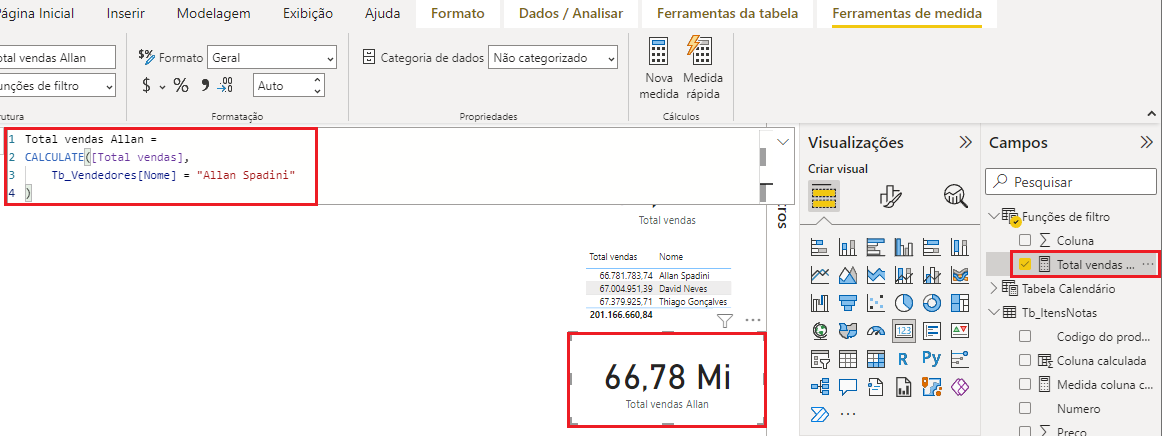 Página Inicial Inserir Modelagem Exibição Ajuda Formato Dados / Analisar Ferramentas da tabela Ferramentas de medida
otal vendas Allan
unções de filtro
rutura
Formato Geral
$ % 9 .00 Auto
Formatação
Categoria de dados Não categorizado
Propriedades
Nova medida
Medida rápida
Cálculos
1 Total vendas Allan =
2 CALCULATE([Total vendas],
3 Tb_Vendedores[Nome] = "Allan Spadini"
4 )
Total vendas
Total vendas Nome
66.781.783,74 Allan Spadini
67.004.951,39 David Neves
67.379.925,71 Thiago Gonçalves
201.166.660,84
66,78 Mi
Total vendas Allan
tros
Visualizações
Criar visual
123
R Py
Campos
Pesquisar
Funções de filtro
Coluna
Total vendas ...
Tabela Calendário
Tb_ItensNotas
Codigo do prod...
Coluna calculada
Medida coluna c...
Numero
Preço